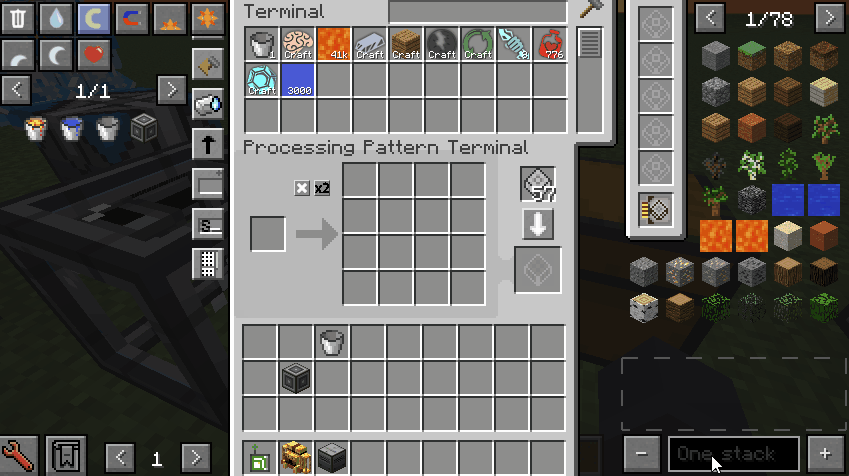 Terminal
1/78
1/1
1
Craft
41k
Craft
Craft
Craft
Craft
776
Craft
3000
Processing Pattern Terminal
x2
1
One stack